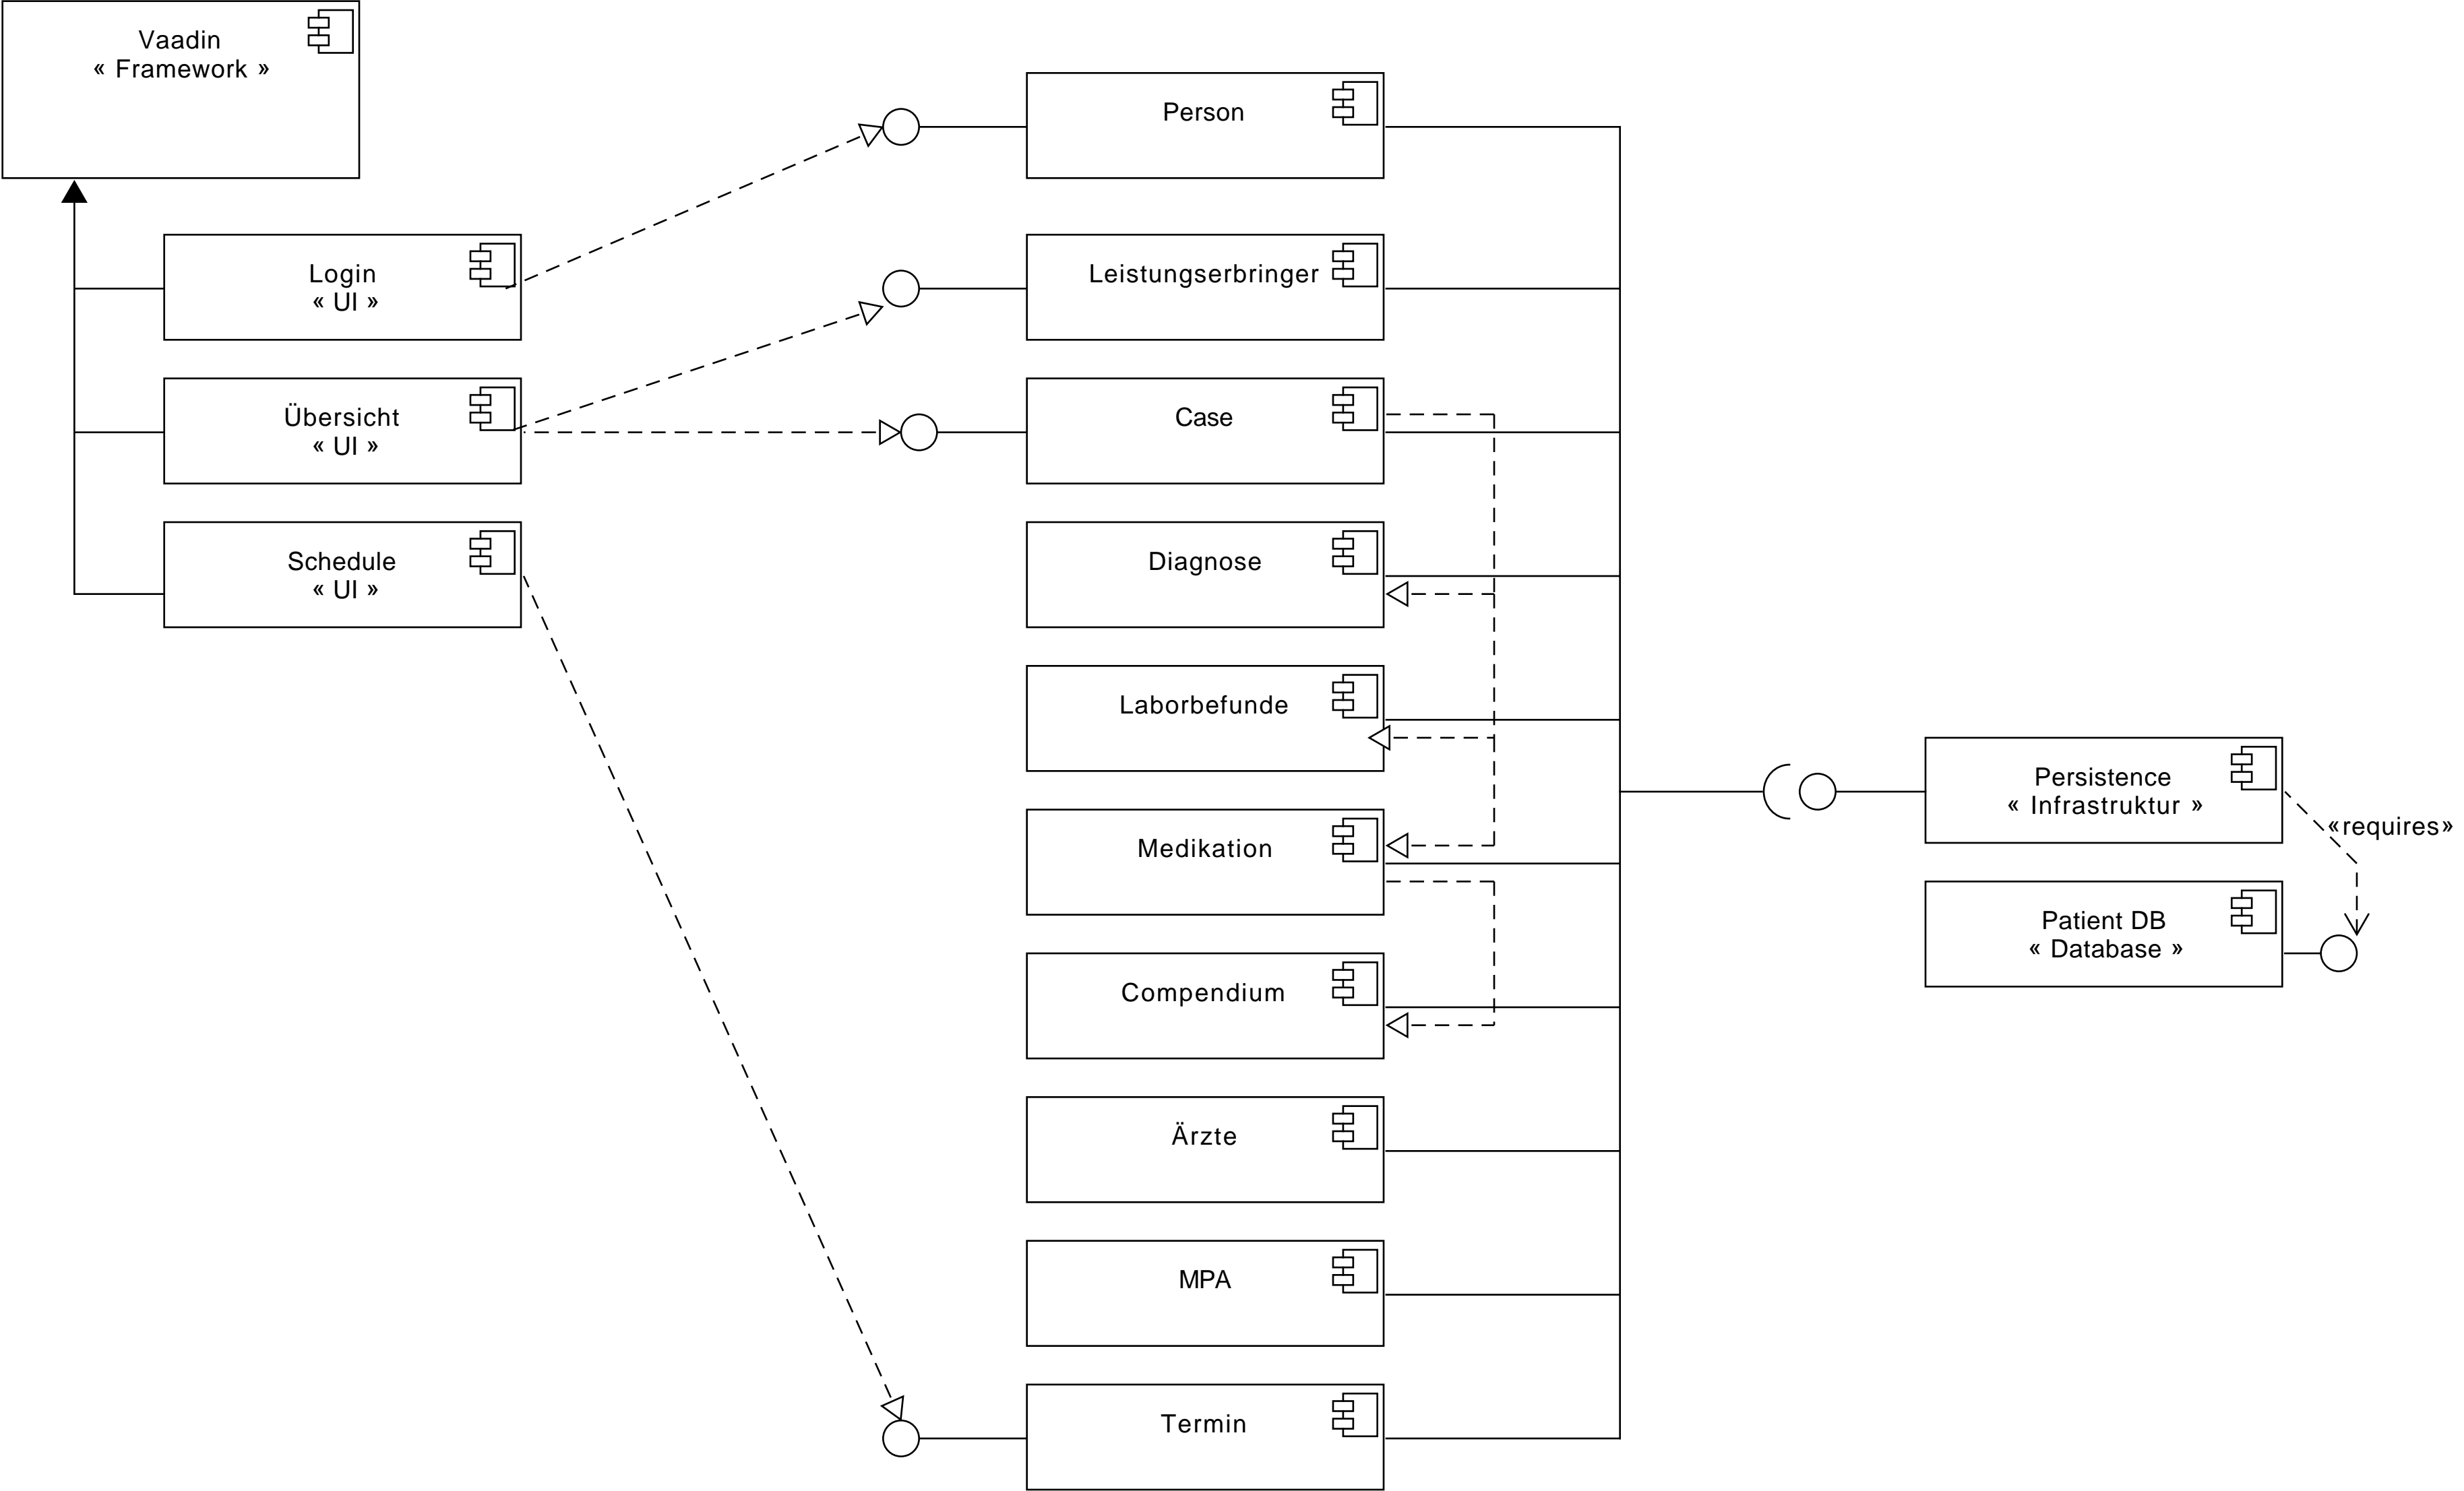 Vaadin
« Framework »
Login
« UI »
Übersicht
« UI »
Schedule
« UI »
Person
Leistungserbringer
Case
Diagnose
Laborbefunde
Medikation
Compendium
Ärzte
MPA
Termin
Persistence
« Infrastruktur »
«requires»
Patient DB
« Database »